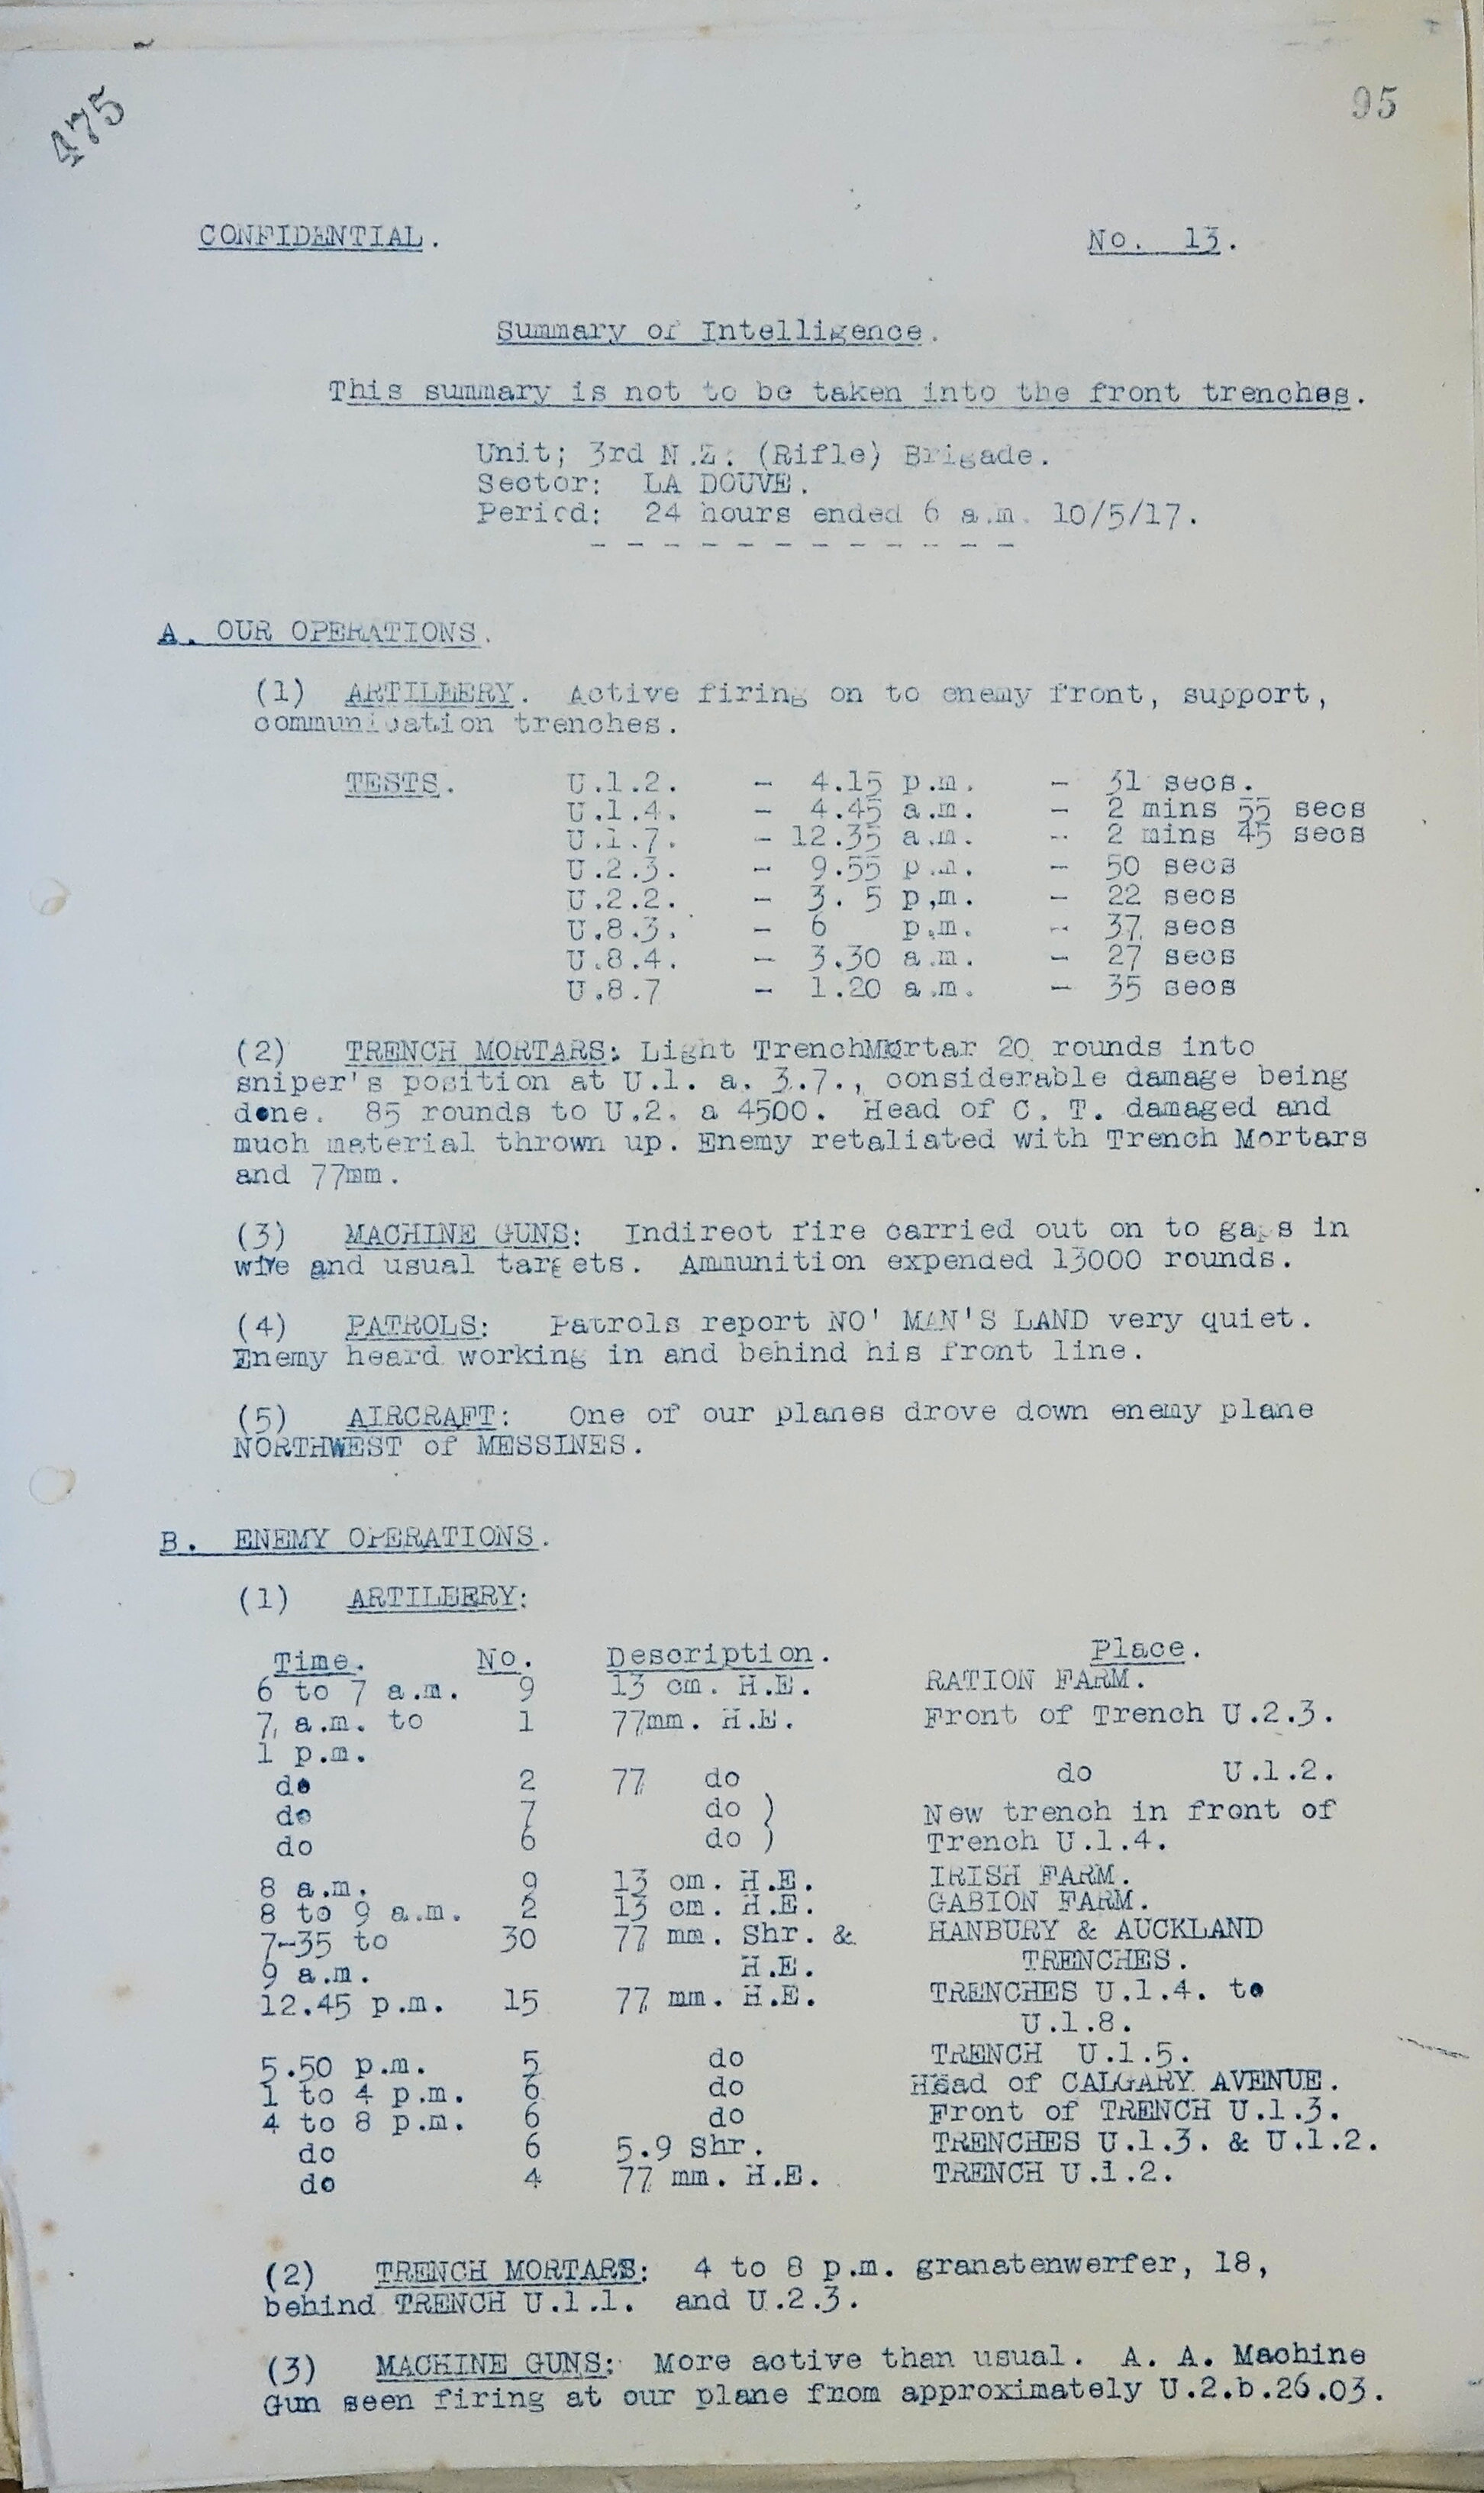 475
95
CONFIDENTIAL.
No. 13.
Summary of Intelligence.
This summary is not to be taken into the front trenches.
Unit; 3rd N.Z. (Rifle) Brigade.
Sector: LA DOUVE.
Period: 24 hours ended 6 a.m. 10/5/17.
- - - - - - - - - - - -
A. OUR OPERATIONS.
(1) ARTILLERY. Active firing on to enemy front, support,
communication trenches.
TESTS. U.1.2. - 4.15 p.m. - 31 secs.
U.1.4. - 4.45 a.m. - 2 mins 55 secs
U.1.7. - 12.35 a.m. - 2 mins 45 secs
U.2.3. - 9.55 p.m. - 50 secs
U.2.2. - 3. 5 p,m. - 22 secs
U.8.3. - 6 p.m. - 37 secs
U.8.4. - 3.30 a.m. - 27 secs
U.8.7 - 1.20 a.m. - 35 secs
(2) TRENCH MORTARS: Light Trench Mortar 20 rounds into
sniper's position at U.1. a. 3.7., considerable damage being
done. 85 rounds to U.2. a 4500. Head of C. T. damaged and
much material thrown up. Enemy retaliated with Trench Mortars
and 77mm.
(3) MACHINE GUNS: Indirect fire carried out on to gaps in
wire and usual targets. Ammunition expended 13000 rounds.
(4) PATROLS: Patrols report NO' MAN'S LAND very quiet.
Enemy heard working in and behind his front line.
(5) AIRCRAFT: One of our planes drove down enemy plane
NORTHWEST of MESSINES.
B. ENEMY OPERATIONS.
(1) ARTILLERY:
Time. No. Description. Place.
6 to 7 a.m. 9 13 cm. H.E. RATION FARM.
7 a.m. to 1 77mm. H.E. Front of Trench U.2.3.
1 p.m.
do 2 77 do do U.1.2.
do 7 do ) New trench in front of
do 6 do ) Trench U.1.4.
8 a.m. 9 13 cm. H.E. IRISH FARM.
8 to 9 a.m. 2 13 cm. H.E. GABION FARM.
7-35 to 30 77 mm. Shr. & HANBURY & AUCKLAND
9 a.m. H.E. TRENCHES.
12.45 p.m. 15 77 mm. H.E. TRENCHES U.1.4. to
U.1.8.
5.50 p.m. 5 do TRENCH U.1.5.
1 to 4 p.m. 6 do Head of CALGARY AVENUE.
4 to 8 p.m. 6 do Front of TRENCH U.1.3.
do 6 5.9 Shr. TRENCHES U.1.3. & U.1.2.
do 4 77 mm. H.E. TRENCH U.1.2.
(2) TRENCH MORTARS: 4 to 8 p.m. granatenwerfer, 18,
behind TRENCH U.1.1. and U.2.3.
(3) MACHINE GUNS: More active than usual. A. A. Machine
Gun seen firing at our plane from approximately U.2.b.26.03.